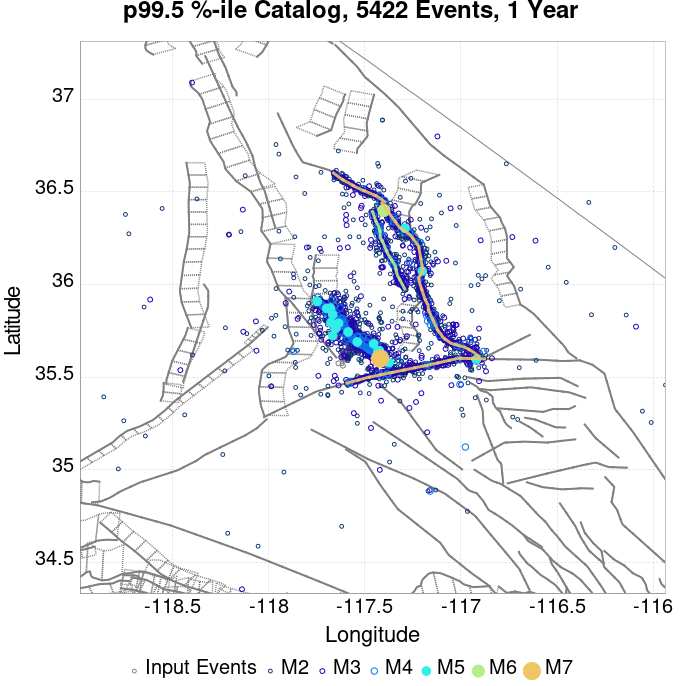 p99.5 %-ile Catalog, 5422 Events, 1 Year
37
36.5
36
35.5
35
34.5
Latitude
-118.5 -118 -117.5 -117 -116.5 -116
Longitude
Input Events M2 M3 M4 M5 M6 M7